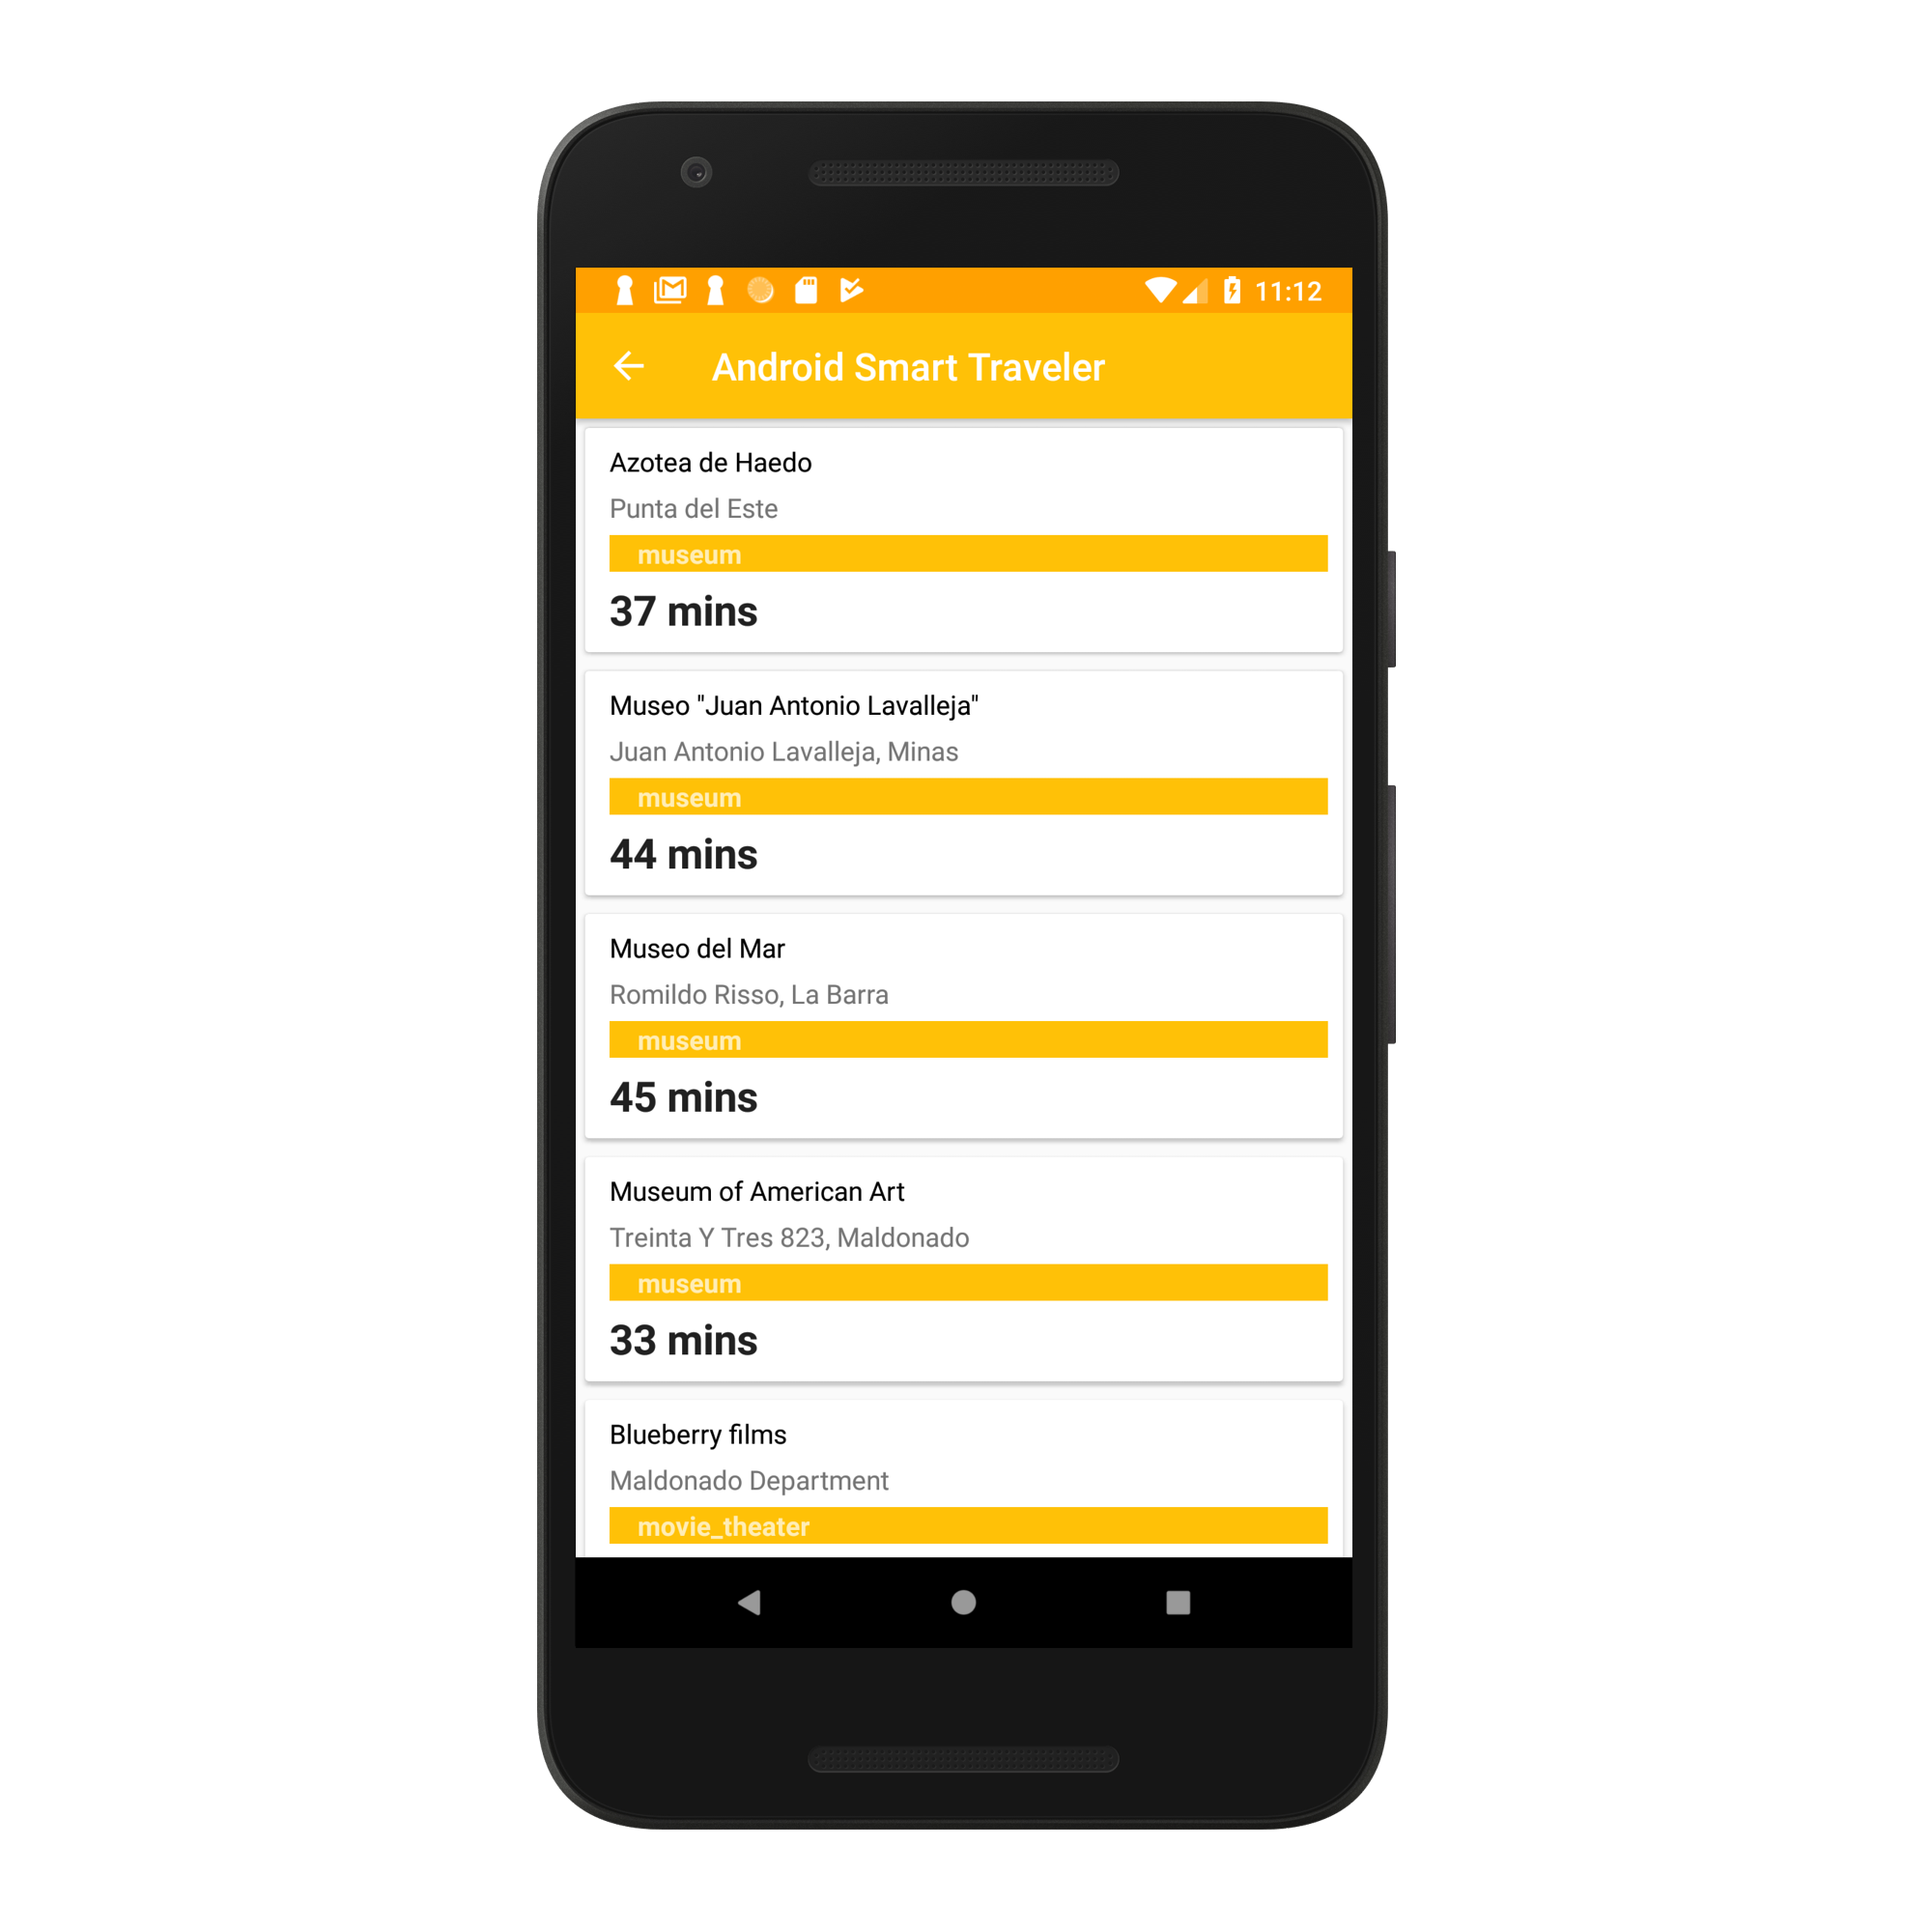 11:12
Android Smart Traveler
Azotea de Haedo
Punta del Este
museum
37 mins
Museo "Juan Antonio Lavalleja"
Juan Antonio Lavalleja, Minas
museum
44 mins
Museo del Mar
Romildo Risso, La Barra
museum
45 mins
Museum of American Art
Treinta Y Tres 823, Maldonado
museum
33 mins
Blueberry films
Maldonado Department
movie_theater